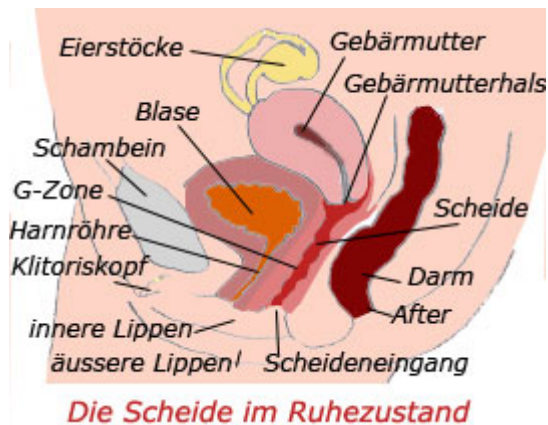 Eierstöcke
Gebärmutter
Gebärmutterhals
Blase
Schambein
G-Zone
Scheide
Harnröhre
Klitoriskopf
Darm
After
innere Lippen
äussere Lippen
Scheideneingang
Die Scheide im Ruhezustand